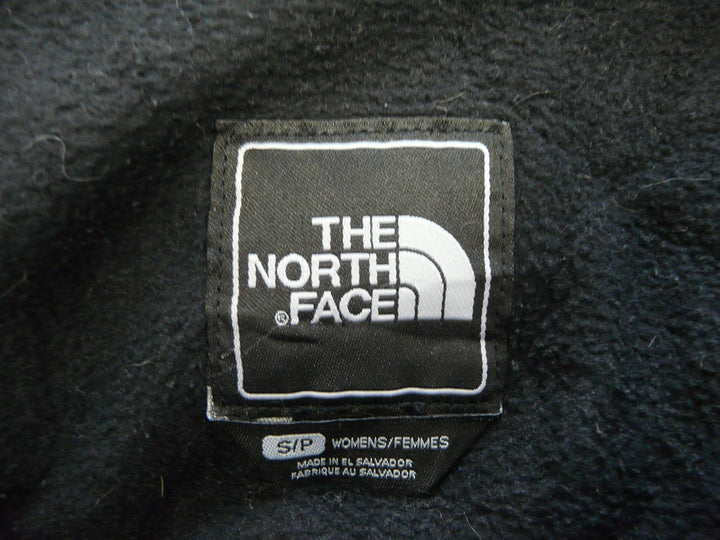 THE
NORTH
® FACE
S/P WOMENS/FEMMES
MADE IN EL SALVADOR
FABRIQUE AU SALVADOR